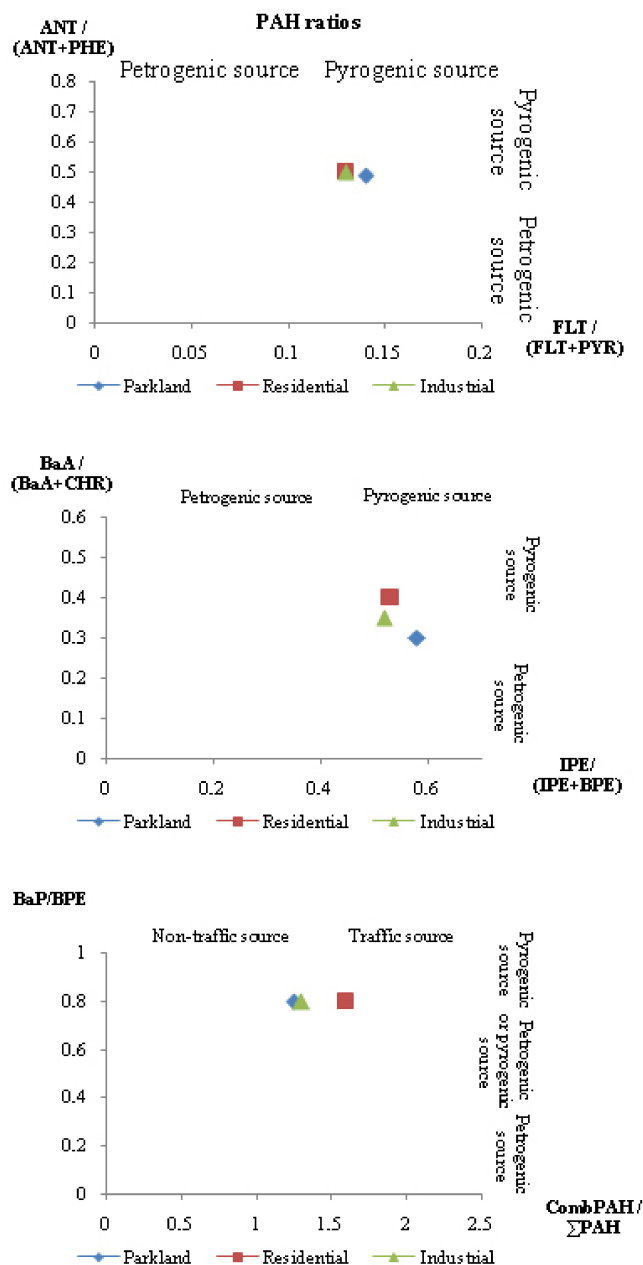 PAH ratios
ANT /
(ANT+PHE)
Petrogenic source
Pyrogenic source
0.8
0.7
0.6
0.5
0.4
0.3
0.2
0.1
0
Pyrogenic
source
Petrogenic
source
0
0.05
0.1
0.15
0.2
FLT /
(FLT+PYR)
Parkland
Residential
Industrial
BaA /
(BaA+CHR)
Petrogenic source
Pyrogenic source
0.6
0.5
0.4
0.3
0.2
0.1
0
Pyrogenic
source
Petrogenic
source
0
0.2
0.4
0.6
IPE/
(IPE+BPE)
Parkland
Residential
Industrial
BaP/BPE
Non-traffic source
Traffic source
1
0.8
0.6
0.4
0.2
0
Pyrogenic
source
Petrogenic
or pyrogenic
source
Petrogenic
source
0
0.5
1
1.5
2
2.5
CombPAH /
∑PAH
Parkland
Residential
Industrial